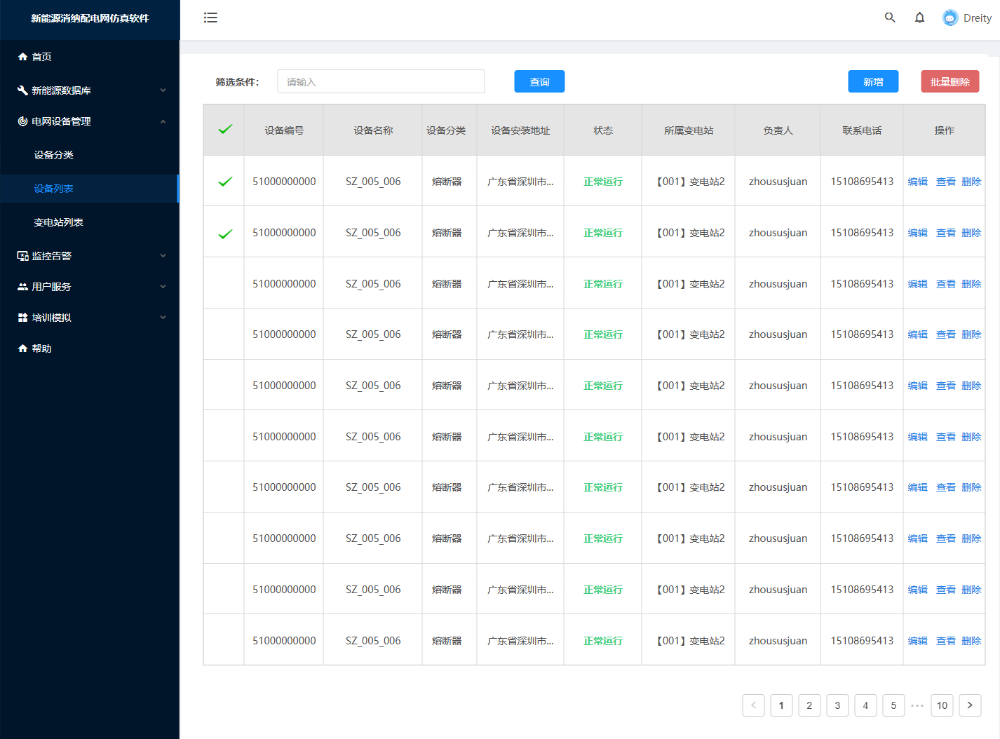 新能源消纳配电网仿真软件
Dreity
首页
新能源数据库
电网设备管理
设备分类
设备列表
变电站列表
监控告警
用户服务
培训模拟
帮助
筛选条件： 请输入 查询 新增 批量删除
设备编号 设备名称 设备分类 设备安装地址 状态 所属变电站 负责人 联系电话 操作
51000000000 SZ_005_006 熔断器 广东省深圳市... 正常运行 【001】变电站2 zhoususjuan 15108695413 编辑 查看 删除
51000000000 SZ_005_006 熔断器 广东省深圳市... 正常运行 【001】变电站2 zhoususjuan 15108695413 编辑 查看 删除
51000000000 SZ_005_006 熔断器 广东省深圳市... 正常运行 【001】变电站2 zhoususjuan 15108695413 编辑 查看 删除
51000000000 SZ_005_006 熔断器 广东省深圳市... 正常运行 【001】变电站2 zhoususjuan 15108695413 编辑 查看 删除
51000000000 SZ_005_006 熔断器 广东省深圳市... 正常运行 【001】变电站2 zhoususjuan 15108695413 编辑 查看 删除
51000000000 SZ_005_006 熔断器 广东省深圳市... 正常运行 【001】变电站2 zhoususjuan 15108695413 编辑 查看 删除
51000000000 SZ_005_006 熔断器 广东省深圳市... 正常运行 【001】变电站2 zhoususjuan 15108695413 编辑 查看 删除
51000000000 SZ_005_006 熔断器 广东省深圳市... 正常运行 【001】变电站2 zhoususjuan 15108695413 编辑 查看 删除
51000000000 SZ_005_006 熔断器 广东省深圳市... 正常运行 【001】变电站2 zhoususjuan 15108695413 编辑 查看 删除
51000000000 SZ_005_006 熔断器 广东省深圳市... 正常运行 【001】变电站2 zhoususjuan 15108695413 编辑 查看 删除
< 1 2 3 4 5 ••• 10 >